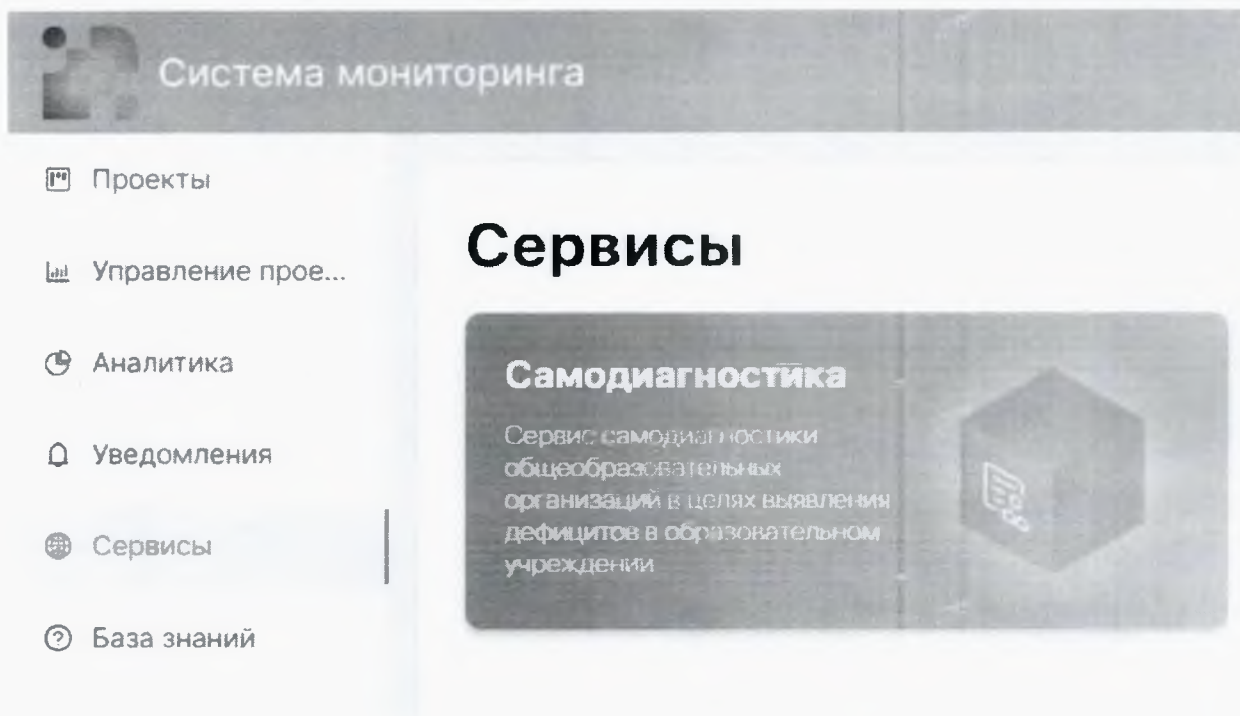 Система мониторинга
Проекты
Управление прое...
Аналитика
Уведомления
Сервисы
База знаний
Сервисы
Самодиагностика
Сервис самодиагностики
общеобразовательных
организаций в целях выявления
дефицитов в образовательном
учреждении